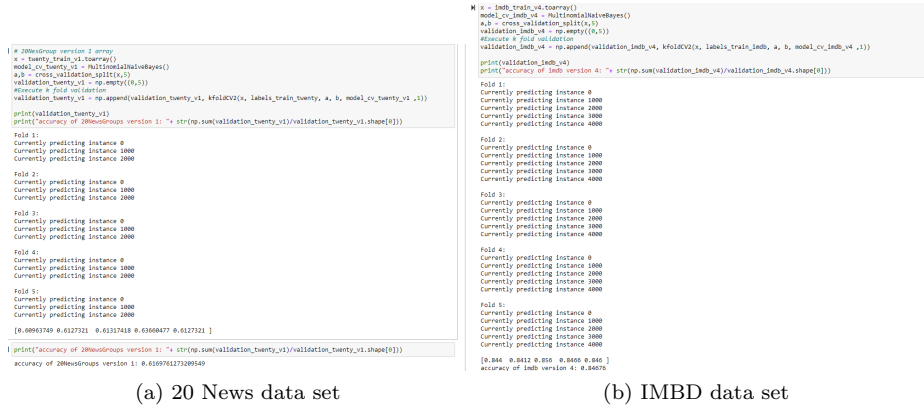 # 20NewsGroup version 1 array
x = twenty_train_v1.toarray()
model_cv_twenty_v1 = MultinomialNaiveBayes()
a,b = cross_validation_split(x,5)
validation_twenty_v1 = np.empty((0,5))
#Execute k fold validation
validation_twenty_v1 = np.append(validation_twenty_v1, kfoldCV2(x, labels_train_twenty, a, b, model_cv_twenty_v1 ,1))
print(validation_twenty_v1)
print("accuracy of 20NewsGroups version 1: "+ str(np.sum(validation_twenty_v1)/validation_twenty_v1.shape[0]))
Fold 1:
Currently predicting instance 0
Currently predicting instance 1000
Currently predicting instance 2000
Fold 2:
Currently predicting instance 0
Currently predicting instance 1000
Currently predicting instance 2000
Fold 3:
Currently predicting instance 0
Currently predicting instance 1000
Currently predicting instance 2000
Fold 4:
Currently predicting instance 0
Currently predicting instance 1000
Currently predicting instance 2000
Fold 5:
Currently predicting instance 0
Currently predicting instance 1000
Currently predicting instance 2000
[0.60963749 0.6127321 0.61317418 0.63660477 0.6127321 ]
print("accuracy of 20NewsGroups version 1: "+ str(np.sum(validation_twenty_v1)/validation_twenty_v1.shape[0]))
accuracy of 20NewsGroups version 1: 0.6169761273209549
(a) 20 News data set
x = imdb_train_v4.toarray()
model_cv_imdb_v4 = MultinomialNaiveBayes()
a,b = cross_validation_split(x,5)
validation_imdb_v4 = np.empty((0,5))
#Execute k fold validation
validation_imdb_v4 = np.append(validation_imdb_v4, kfoldCV2(x, labels_train_imdb, a, b, model_cv_imdb_v4 ,1))
print(validation_imdb_v4)
print("accuracy of imdb version 4: "+ str(np.sum(validation_imdb_v4)/validation_imdb_v4.shape[0]))
Fold 1:
Currently predicting instance 0
Currently predicting instance 1000
Currently predicting instance 2000
Currently predicting instance 3000
Currently predicting instance 4000
Fold 2:
Currently predicting instance 0
Currently predicting instance 1000
Currently predicting instance 2000
Currently predicting instance 3000
Currently predicting instance 4000
Fold 3:
Currently predicting instance 0
Currently predicting instance 1000
Currently predicting instance 2000
Currently predicting instance 3000
Currently predicting instance 4000
Fold 4:
Currently predicting instance 0
Currently predicting instance 1000
Currently predicting instance 2000
Currently predicting instance 3000
Currently predicting instance 4000
Fold 5:
Currently predicting instance 0
Currently predicting instance 1000
Currently predicting instance 2000
Currently predicting instance 3000
Currently predicting instance 4000
[0.844 0.8412 0.856 0.8466 0.846 ]
accuracy of imdb version 4: 0.84676
(b) IMBD data set